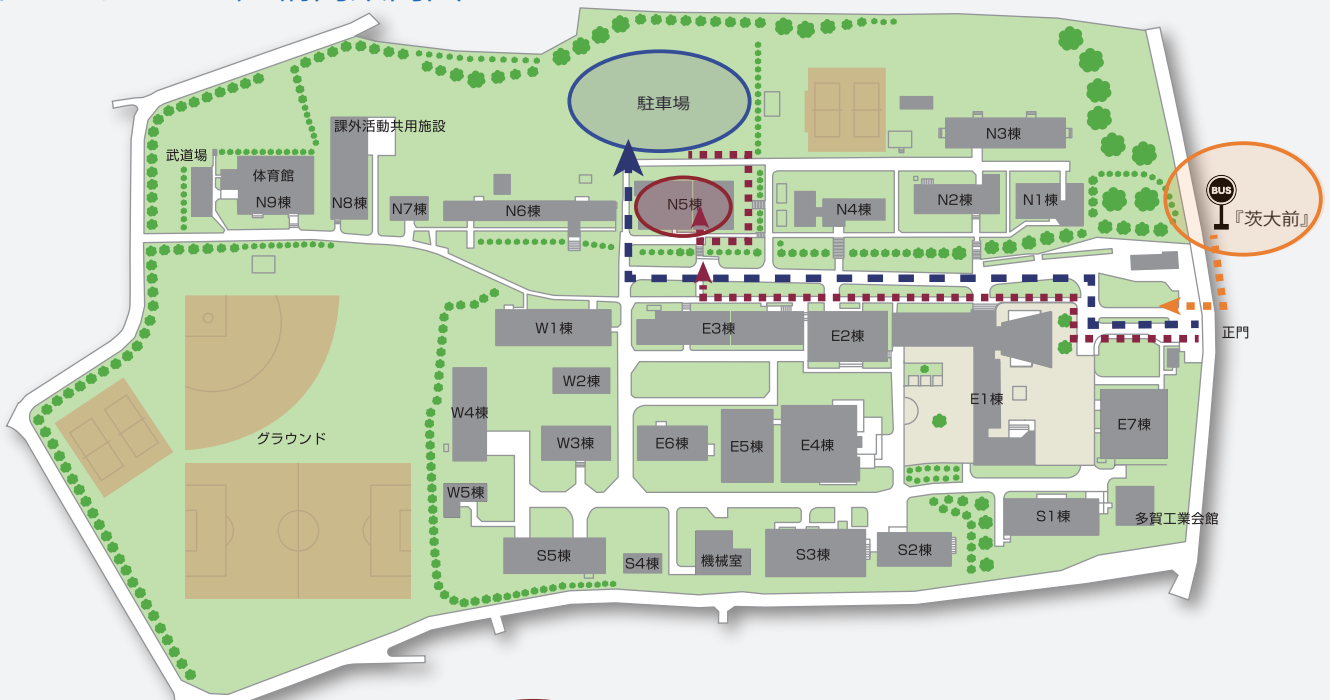 駐車場
課外活動共用施設
N3棟
武道場
体育館
N9棟
N8棟
N7棟
N6棟
N5棟
N4棟
N2棟
N1棟
BUS
『茨大前』
正門
W1棟
E3棟
E2棟
W2棟
W4棟
E1棟
グラウンド
W3棟
E6棟
E5棟
E4棟
E7棟
W5棟
S1棟
多賀工業会館
S5棟
S4棟
機械室
S3棟
S2棟